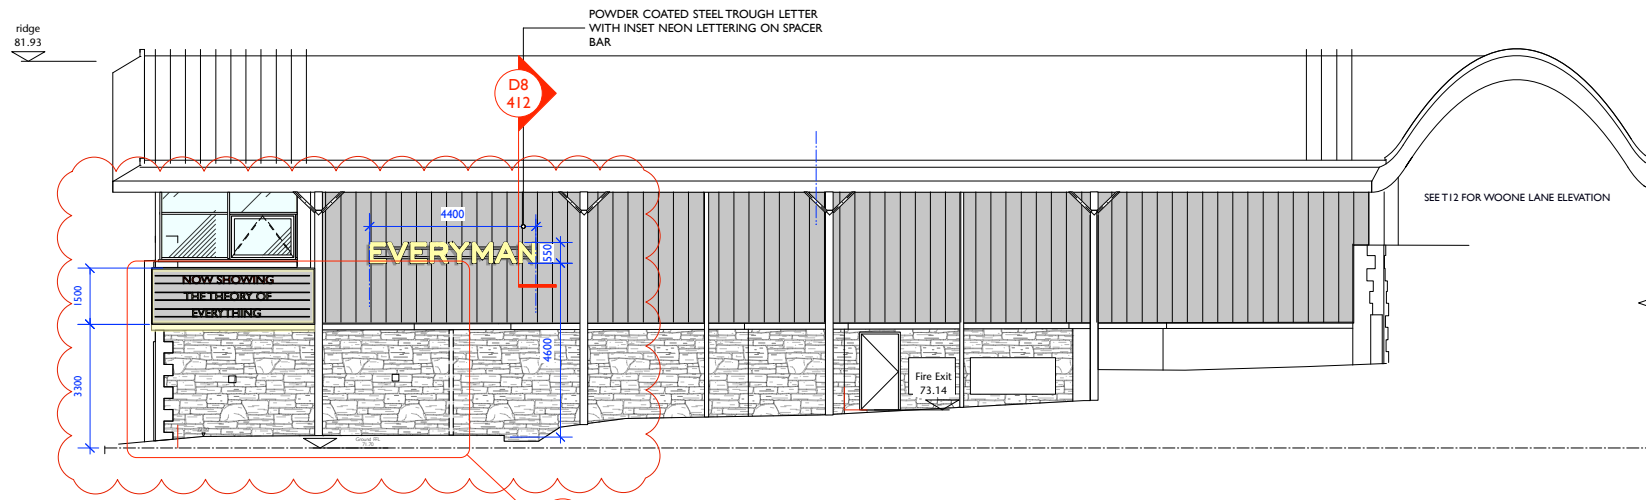 POWDER COATED STEEL TROUGH LETTER
WITH INSET NEON LETTERING ON SPACER
BAR
ridge
81.93
D8
412
SEE T12 FOR WOONE LANE ELEVATION
4400
EVERYMAN
550
NOW SHOWING
THE THEORY OF
EVERYTHING
1500
4600
3300
Fire Exit
73.14
Ground FFL